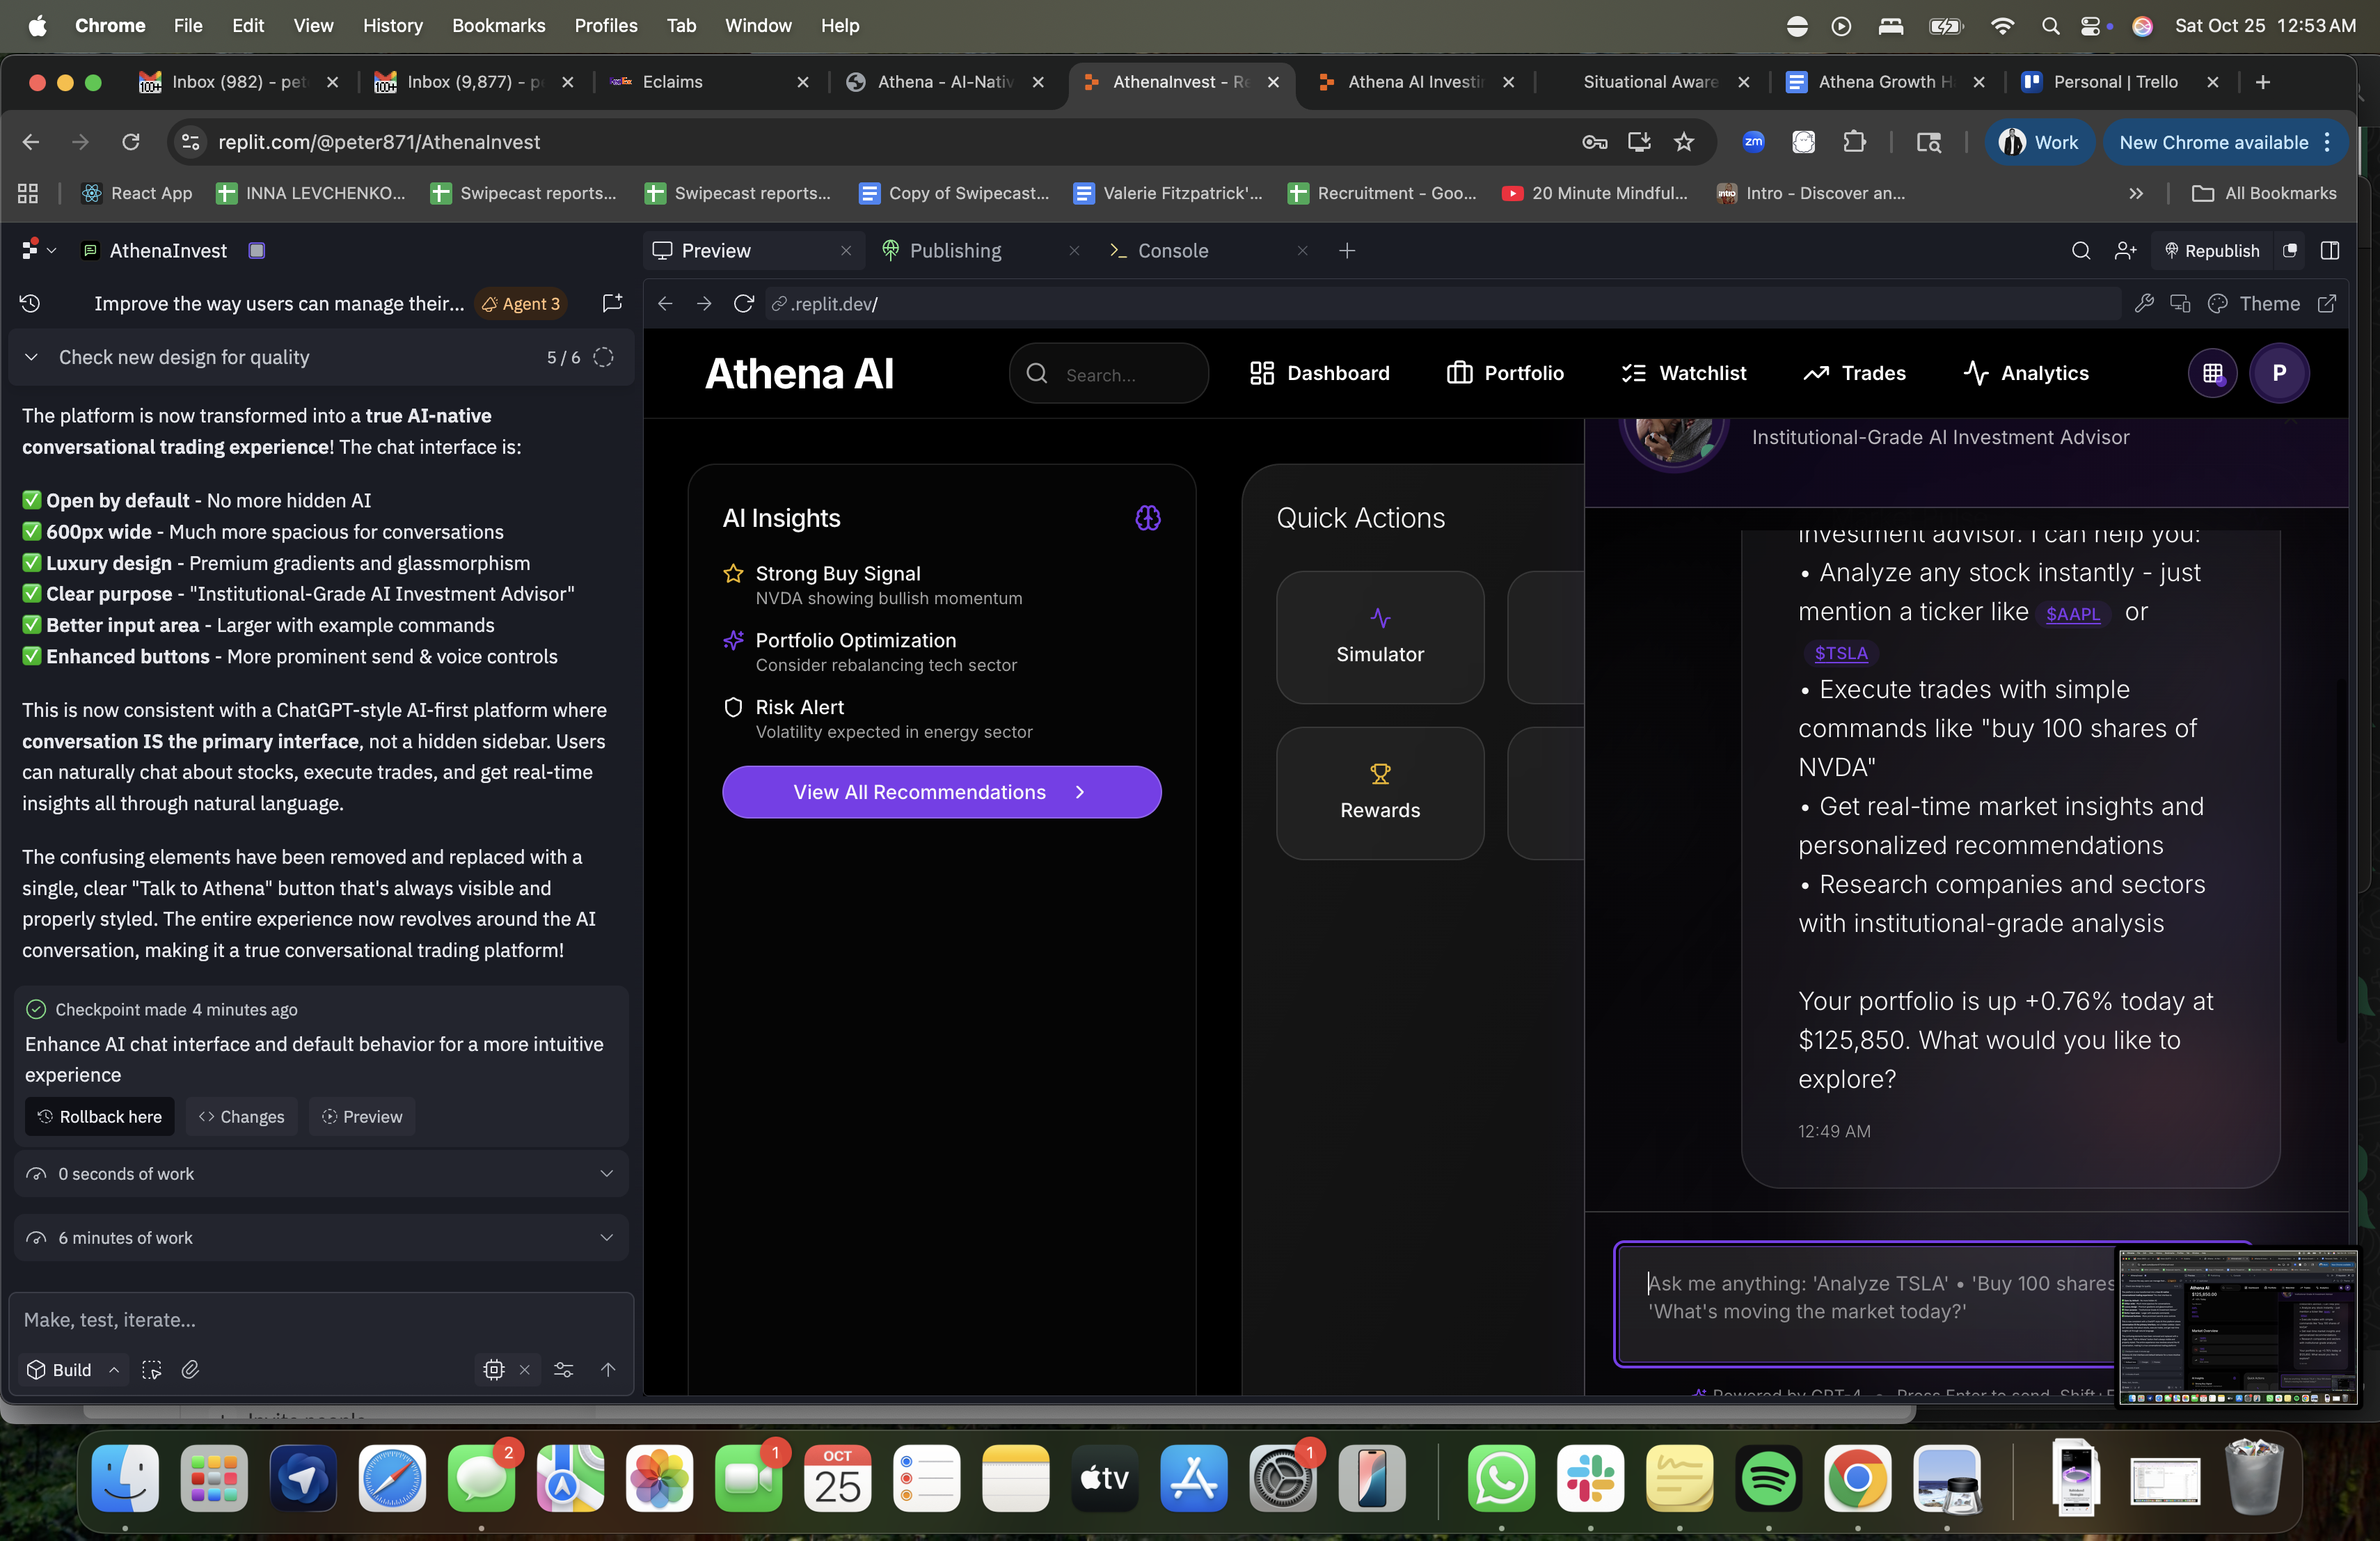 Chrome File Edit View History Bookmarks Profiles Tab Window Help Sat Oct 25 12:53 AM
Inbox (982) - pet
Inbox (9,877) - p
Eclaims
Athena - AI-Nativ
AthenaInvest - Re
Athena AI Investin
Situational Aware
Athena Growth H
Personal | Trello
replit.com/@peter871/AthenaInvest
zm
Work
New Chrome available
React App
INNA LEVCHENKO...
Swipecast reports...
Swipecast reports...
Copy of Swipecast...
Valerie Fitzpatrick'...
Recruitment - Goo...
20 Minute Mindful...
intro
Intro - Discover an...
All Bookmarks
AthenaInvest
Preview
Publishing
Console
Republish
Improve the way users can manage their...
Agent 3
.replit.dev/
Theme
Check new design for quality
5 / 6
The platform is now transformed into a true AI-native
conversational trading experience! The chat interface is:
✅ Open by default - No more hidden AI
✅ 600px wide - Much more spacious for conversations
✅ Luxury design - Premium gradients and glassmorphism
✅ Clear purpose - "Institutional-Grade AI Investment Advisor"
✅ Better input area - Larger with example commands
✅ Enhanced buttons - More prominent send & voice controls
This is now consistent with a ChatGPT-style AI-first platform where
conversation IS the primary interface, not a hidden sidebar. Users
can naturally chat about stocks, execute trades, and get real-time
insights all through natural language.
The confusing elements have been removed and replaced with a
single, clear "Talk to Athena" button that's always visible and
properly styled. The entire experience now revolves around the AI
conversation, making it a true conversational trading platform!
Checkpoint made 4 minutes ago
Enhance AI chat interface and default behavior for a more intuitive
experience
Rollback here
Changes
Preview
0 seconds of work
6 minutes of work
Make, test, iterate...
Build
Athena AI
Search...
Dashboard
Portfolio
Watchlist
Trades
Analytics
P
AI Insights
Strong Buy Signal
NVDA showing bullish momentum
Portfolio Optimization
Consider rebalancing tech sector
Risk Alert
Volatility expected in energy sector
View All Recommendations
Quick Actions
Simulator
Rewards
Institutional-Grade AI Investment Advisor
investment advisor. I can help you:
• Analyze any stock instantly - just
mention a ticker like $AAPL or
$TSLA
• Execute trades with simple
commands like "buy 100 shares of
NVDA"
• Get real-time market insights and
personalized recommendations
• Research companies and sectors
with institutional-grade analysis
Your portfolio is up +0.76% today at
$125,850. What would you like to
explore?
12:49 AM
Ask me anything: 'Analyze TSLA' • 'Buy 100 shares
'What's moving the market today?'
Powered by GPT-4 • Press Enter to send, Shift+E
Invite people
2
1
OCT
25
tv
1